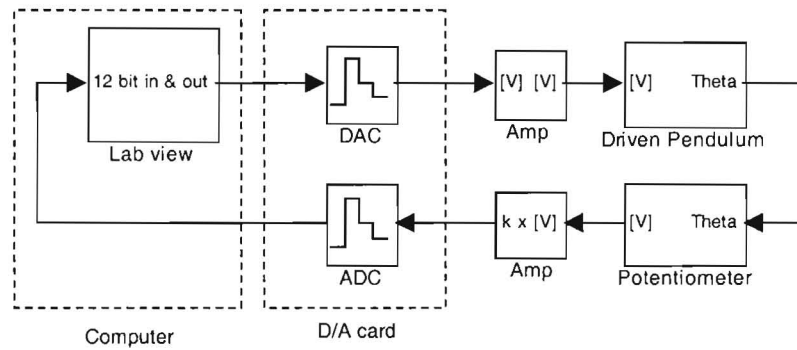 12 bit in & out
Lab view
DAC
[V] [V]
Amp
[V] Theta
Driven Pendulum
ADC
k x [V]
Amp
[V] Theta
Potentiometer
Computer
D/A card